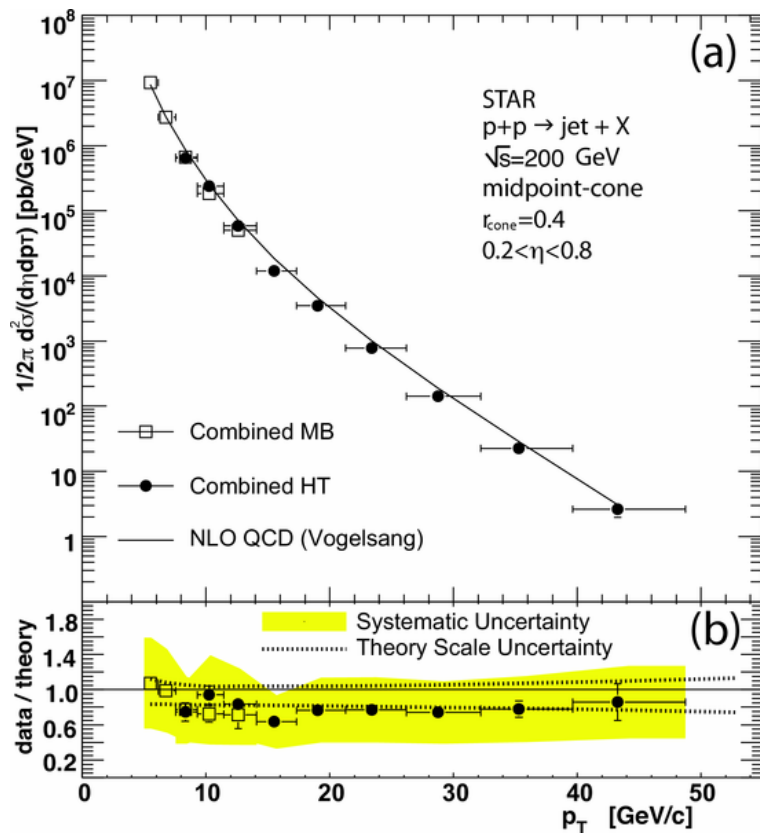 (a)
10^8
10^7
10^6
10^5
10^4
10^3
10^2
10
1
1/2π d²σ/(dηdp_T) [pb/GeV]
STAR
p+p → jet + X
√s=200 GeV
midpoint-cone
r_cone=0.4
0.2<η<0.8
Combined MB
Combined HT
NLO QCD (Vogelsang)
(b)
Systematic Uncertainty
Theory Scale Uncertainty
1.8
1.4
1.0
0.6
0.2
data / theory
0 10 20 30 40 50
p_T [GeV/c]